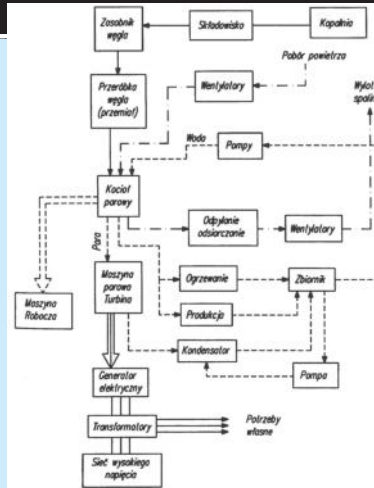 Zasobnik
węgla
Składowisko
Kopalnia
Pobór powietrza
Przeróbka
węgla
(przemiał)
Wentylatory
Wylot
spalin
Woda
Pompy
Kocioł
parowy
Odpylanie
odsiarczanie
Wentylatory
Para
Maszyna
parowa
Turbina
Ogrzewanie
Zbiornik
Maszyna
Robocza
Produkcja
Kondensator
Pompa
Generator
elektryczny
Transformatory
Potrzeby
własne
Sieć wysokiego
napięcia